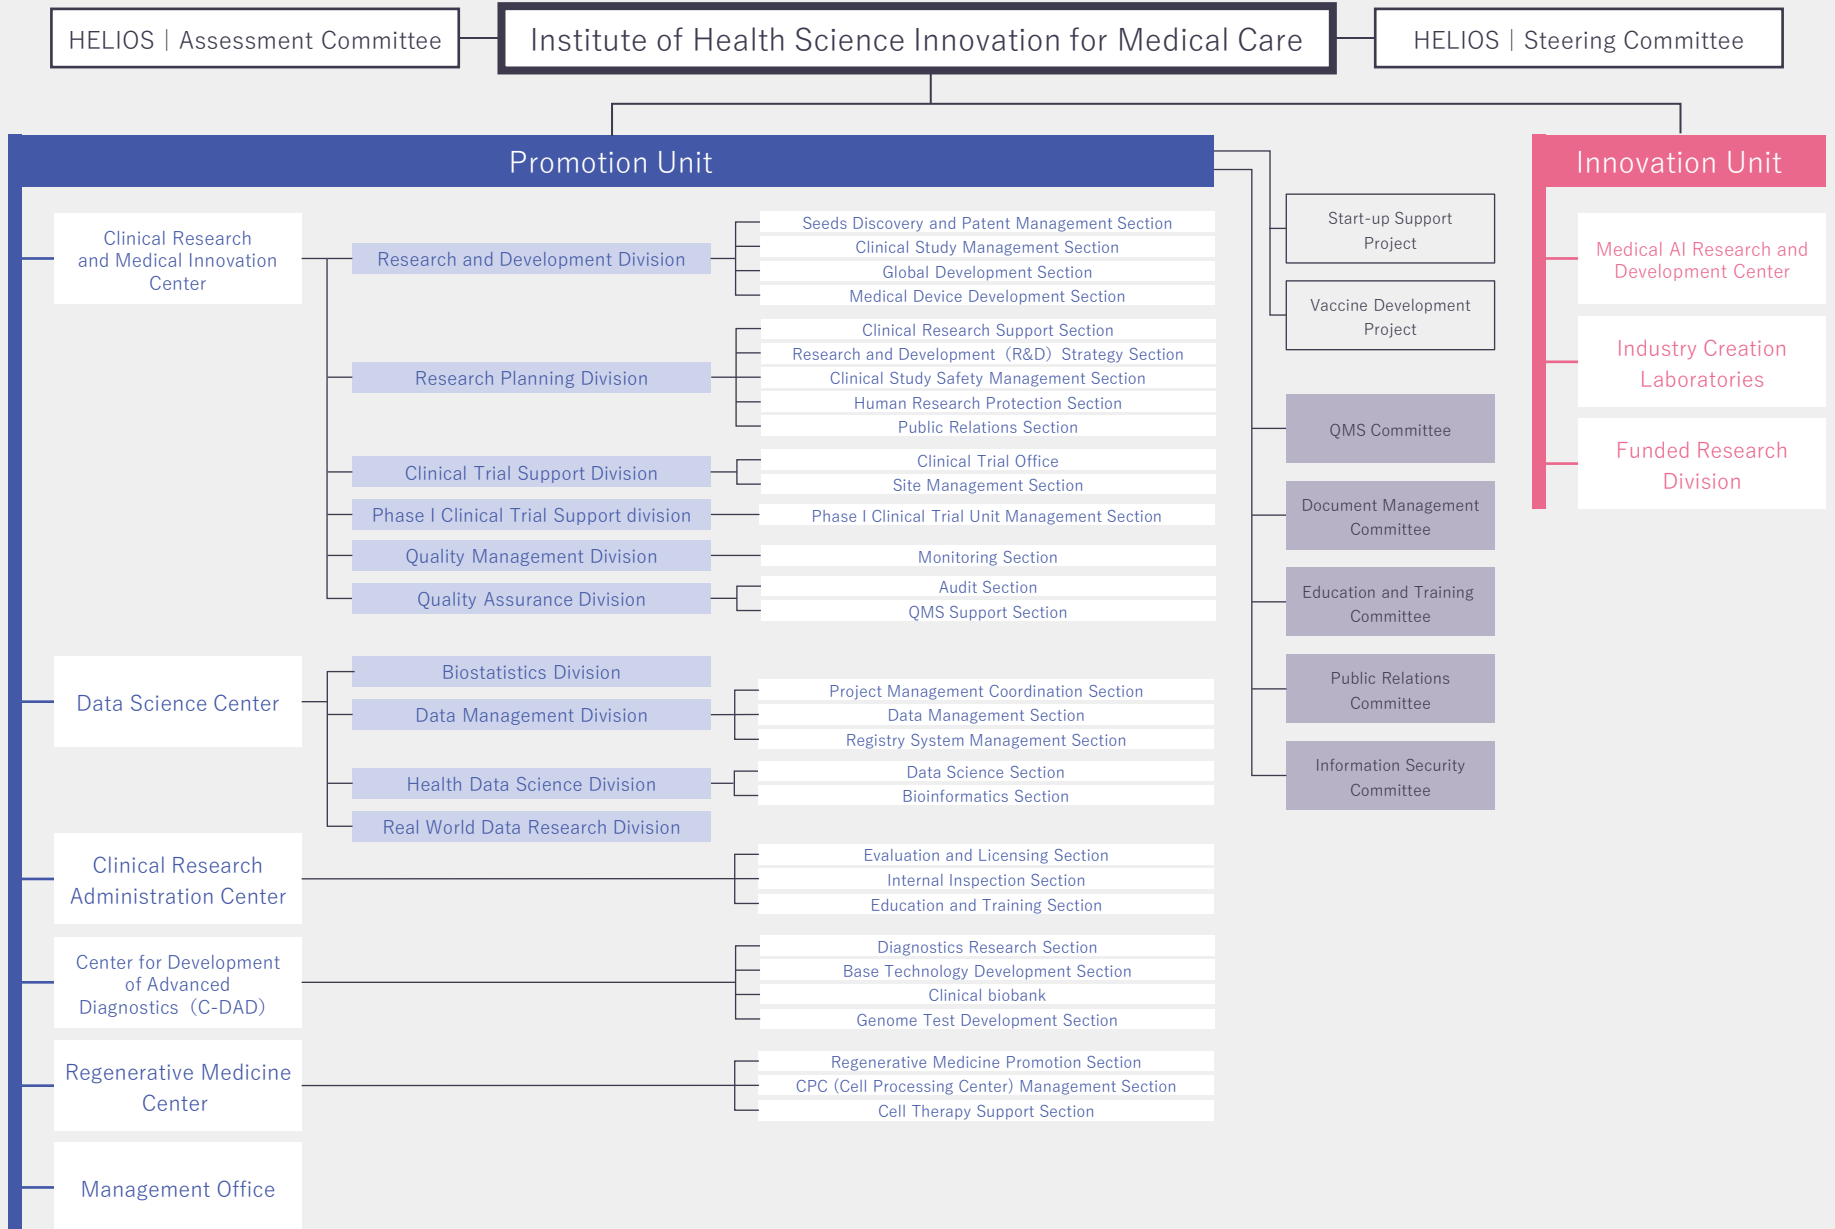 HELIOS | Assessment Committee
Institute of Health Science Innovation for Medical Care
HELIOS | Steering Committee
Promotion Unit
Clinical Research
and Medical Innovation
Center
Research and Development Division
Seeds Discovery and Patent Management Section
Clinical Study Management Section
Global Development Section
Medical Device Development Section
Research Planning Division
Clinical Research Support Section
Research and Development（R&D）Strategy Section
Clinical Study Safety Management Section
Human Research Protection Section
Public Relations Section
Clinical Trial Support Division
Clinical Trial Office
Site Management Section
Phase I Clinical Trial Support division
Phase I Clinical Trial Unit Management Section
Quality Management Division
Monitoring Section
Quality Assurance Division
Audit Section
QMS Support Section
Data Science Center
Biostatistics Division
Data Management Division
Project Management Coordination Section
Data Management Section
Registry System Management Section
Health Data Science Division
Data Science Section
Bioinformatics Section
Real World Data Research Division
Clinical Research
Administration Center
Evaluation and Licensing Section
Internal Inspection Section
Education and Training Section
Center for Development
of Advanced
Diagnostics（C-DAD）
Diagnostics Research Section
Base Technology Development Section
Clinical biobank
Genome Test Development Section
Regenerative Medicine
Center
Regenerative Medicine Promotion Section
CPC (Cell Processing Center) Management Section
Cell Therapy Support Section
Management Office
Start-up Support
Project
Vaccine Development
Project
QMS Committee
Document Management
Committee
Education and Training
Committee
Public Relations
Committee
Information Security
Committee
Innovation Unit
Medical AI Research and
Development Center
Industry Creation
Laboratories
Funded Research
Division